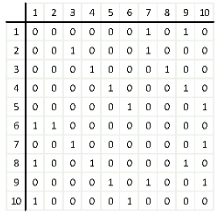 1 2 3 4 5 6 7 8 9 10
1 0 0 0 0 0 0 1 0 1 0
2 0 0 1 0 0 0 1 0 0 0
3 0 0 0 1 0 0 0 1 0 0
4 0 0 0 0 1 0 0 0 1 0
5 0 0 0 0 0 1 0 0 0 1
6 1 1 0 0 0 0 0 0 0 0
7 0 0 1 0 0 0 0 0 0 1
8 1 0 0 1 0 0 0 0 1 0
9 0 0 0 0 1 0 1 0 0 1
10 1 0 0 0 0 1 0 0 0 0